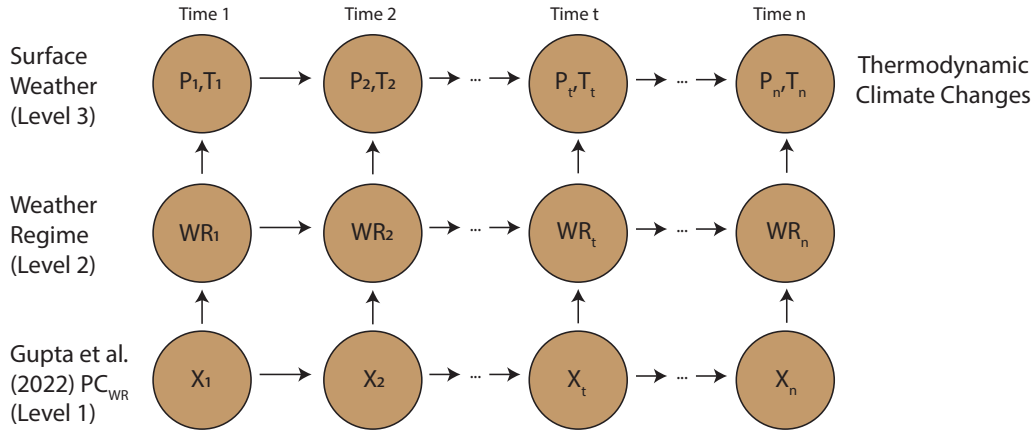 Time 1 Time 2 Time t Time n
Surface
Weather
(Level 3)
P₁,T₁ P₂,T₂ ... Pₜ,Tₜ ... Pₙ,Tₙ
Thermodynamic
Climate Changes
Weather
Regime
(Level 2)
WR₁ WR₂ ... WRₜ ... WRₙ
Gupta et al.
(2022) PC_WR
(Level 1)
X₁ X₂ ... Xₜ ... Xₙ